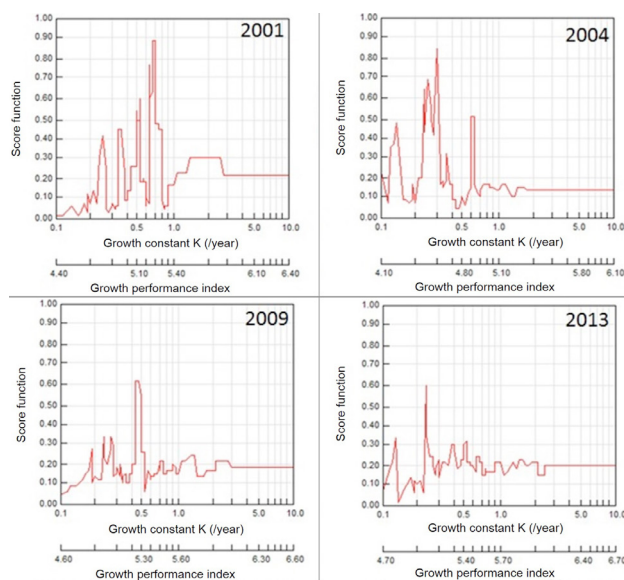 2001
Score function
1.00
0.90
0.80
0.70
0.60
0.50
0.40
0.30
0.20
0.10
0.00
0.1 0.5 1.0 5.0 10.0
Growth constant K (/year)
4.40 5.10 5.40 6.10 6.40
Growth performance index
2004
Score function
1.00
0.90
0.80
0.70
0.60
0.50
0.40
0.30
0.20
0.10
0.00
0.1 0.5 1.0 5.0 10.0
Growth constant K (/year)
4.10 4.80 5.10 5.80 6.10
Growth performance index
2009
Score function
1.00
0.90
0.80
0.70
0.60
0.50
0.40
0.30
0.20
0.10
0.00
0.1 0.5 1.0 5.0 10.0
Growth constant K (/year)
4.60 5.30 5.60 6.30 6.60
Growth performance index
2013
Score function
1.00
0.90
0.80
0.70
0.60
0.50
0.40
0.30
0.20
0.10
0.00
0.1 0.5 1.0 5.0 10.0
Growth constant K (/year)
4.70 5.40 5.70 6.40 6.70
Growth performance index